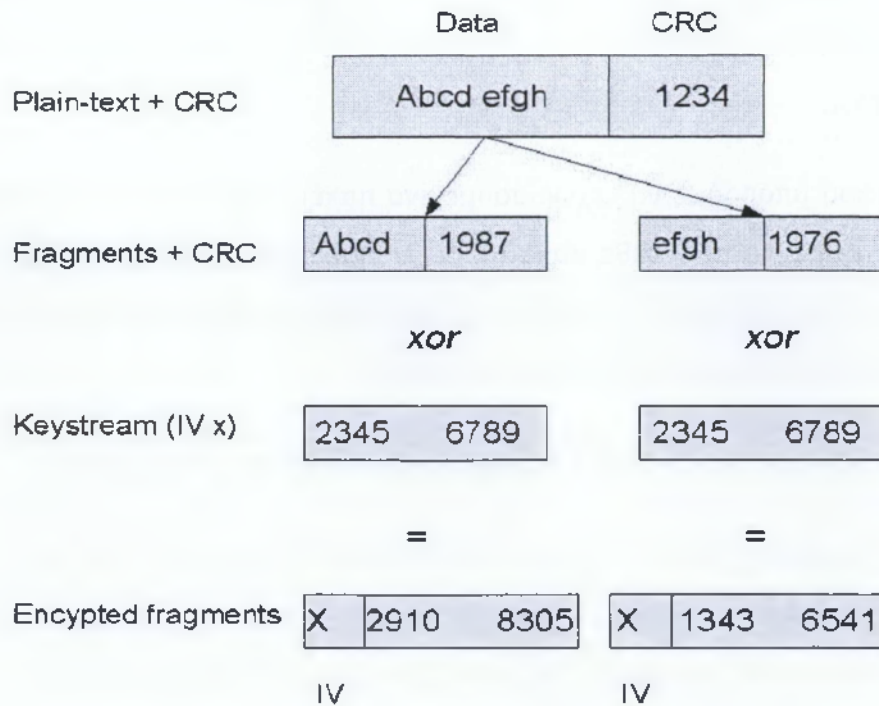 Data CRC
Plain-text + CRC Abcd efgh 1234
Fragments + CRC Abcd 1987 efgh 1976
xor xor
Keystream (IV x) 2345 6789 2345 6789
= =
Encypted fragments X 2910 8305 X 1343 6541
IV IV